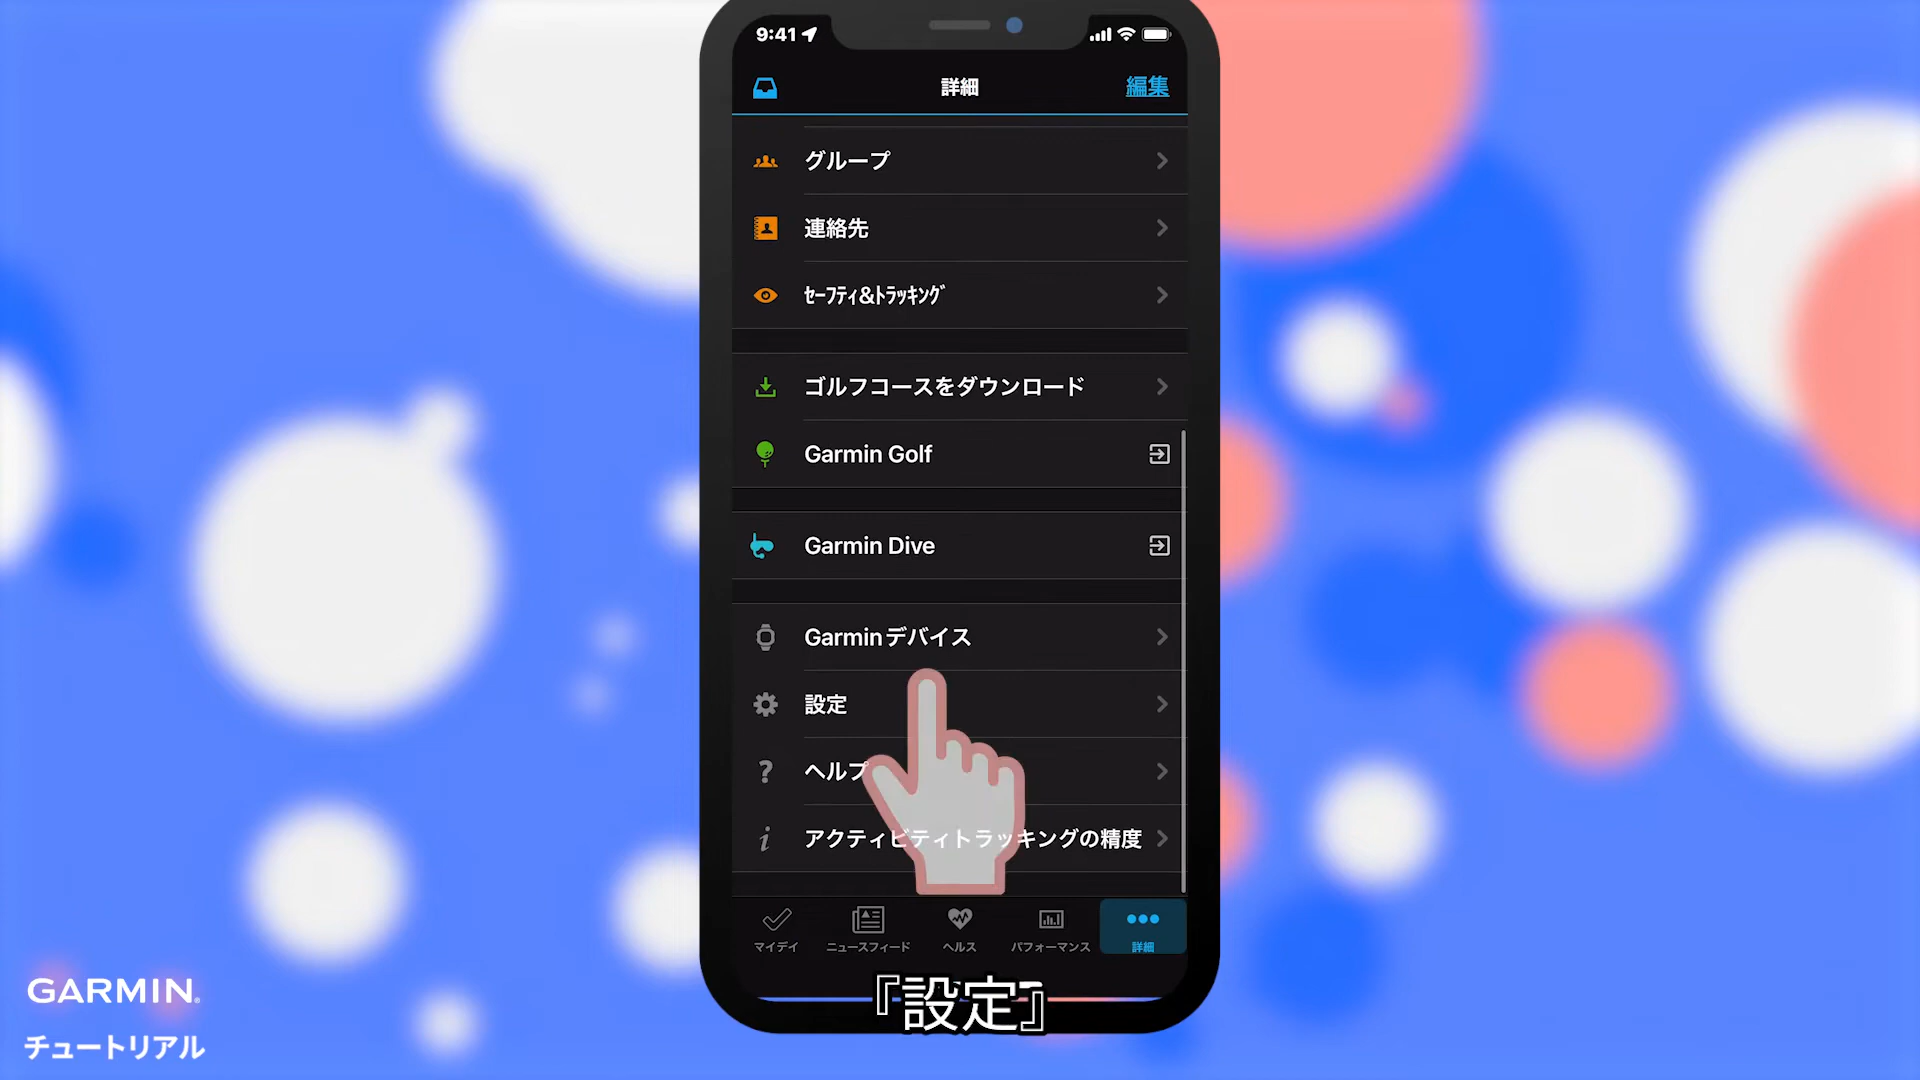 9:41
詳細
編集
グループ
連絡先
ｾｰﾌﾃｨ&ﾄﾗｯｷﾝｸﾞ
ゴルフコースをダウンロード
Garmin Golf
Garmin Dive
Garminデバイス
設定
ヘルプ
アクティビティトラッキングの精度
マイデイ
ニュースフィード
ヘルス
パフォーマンス
詳細
『設定』
GARMIN.
チュートリアル